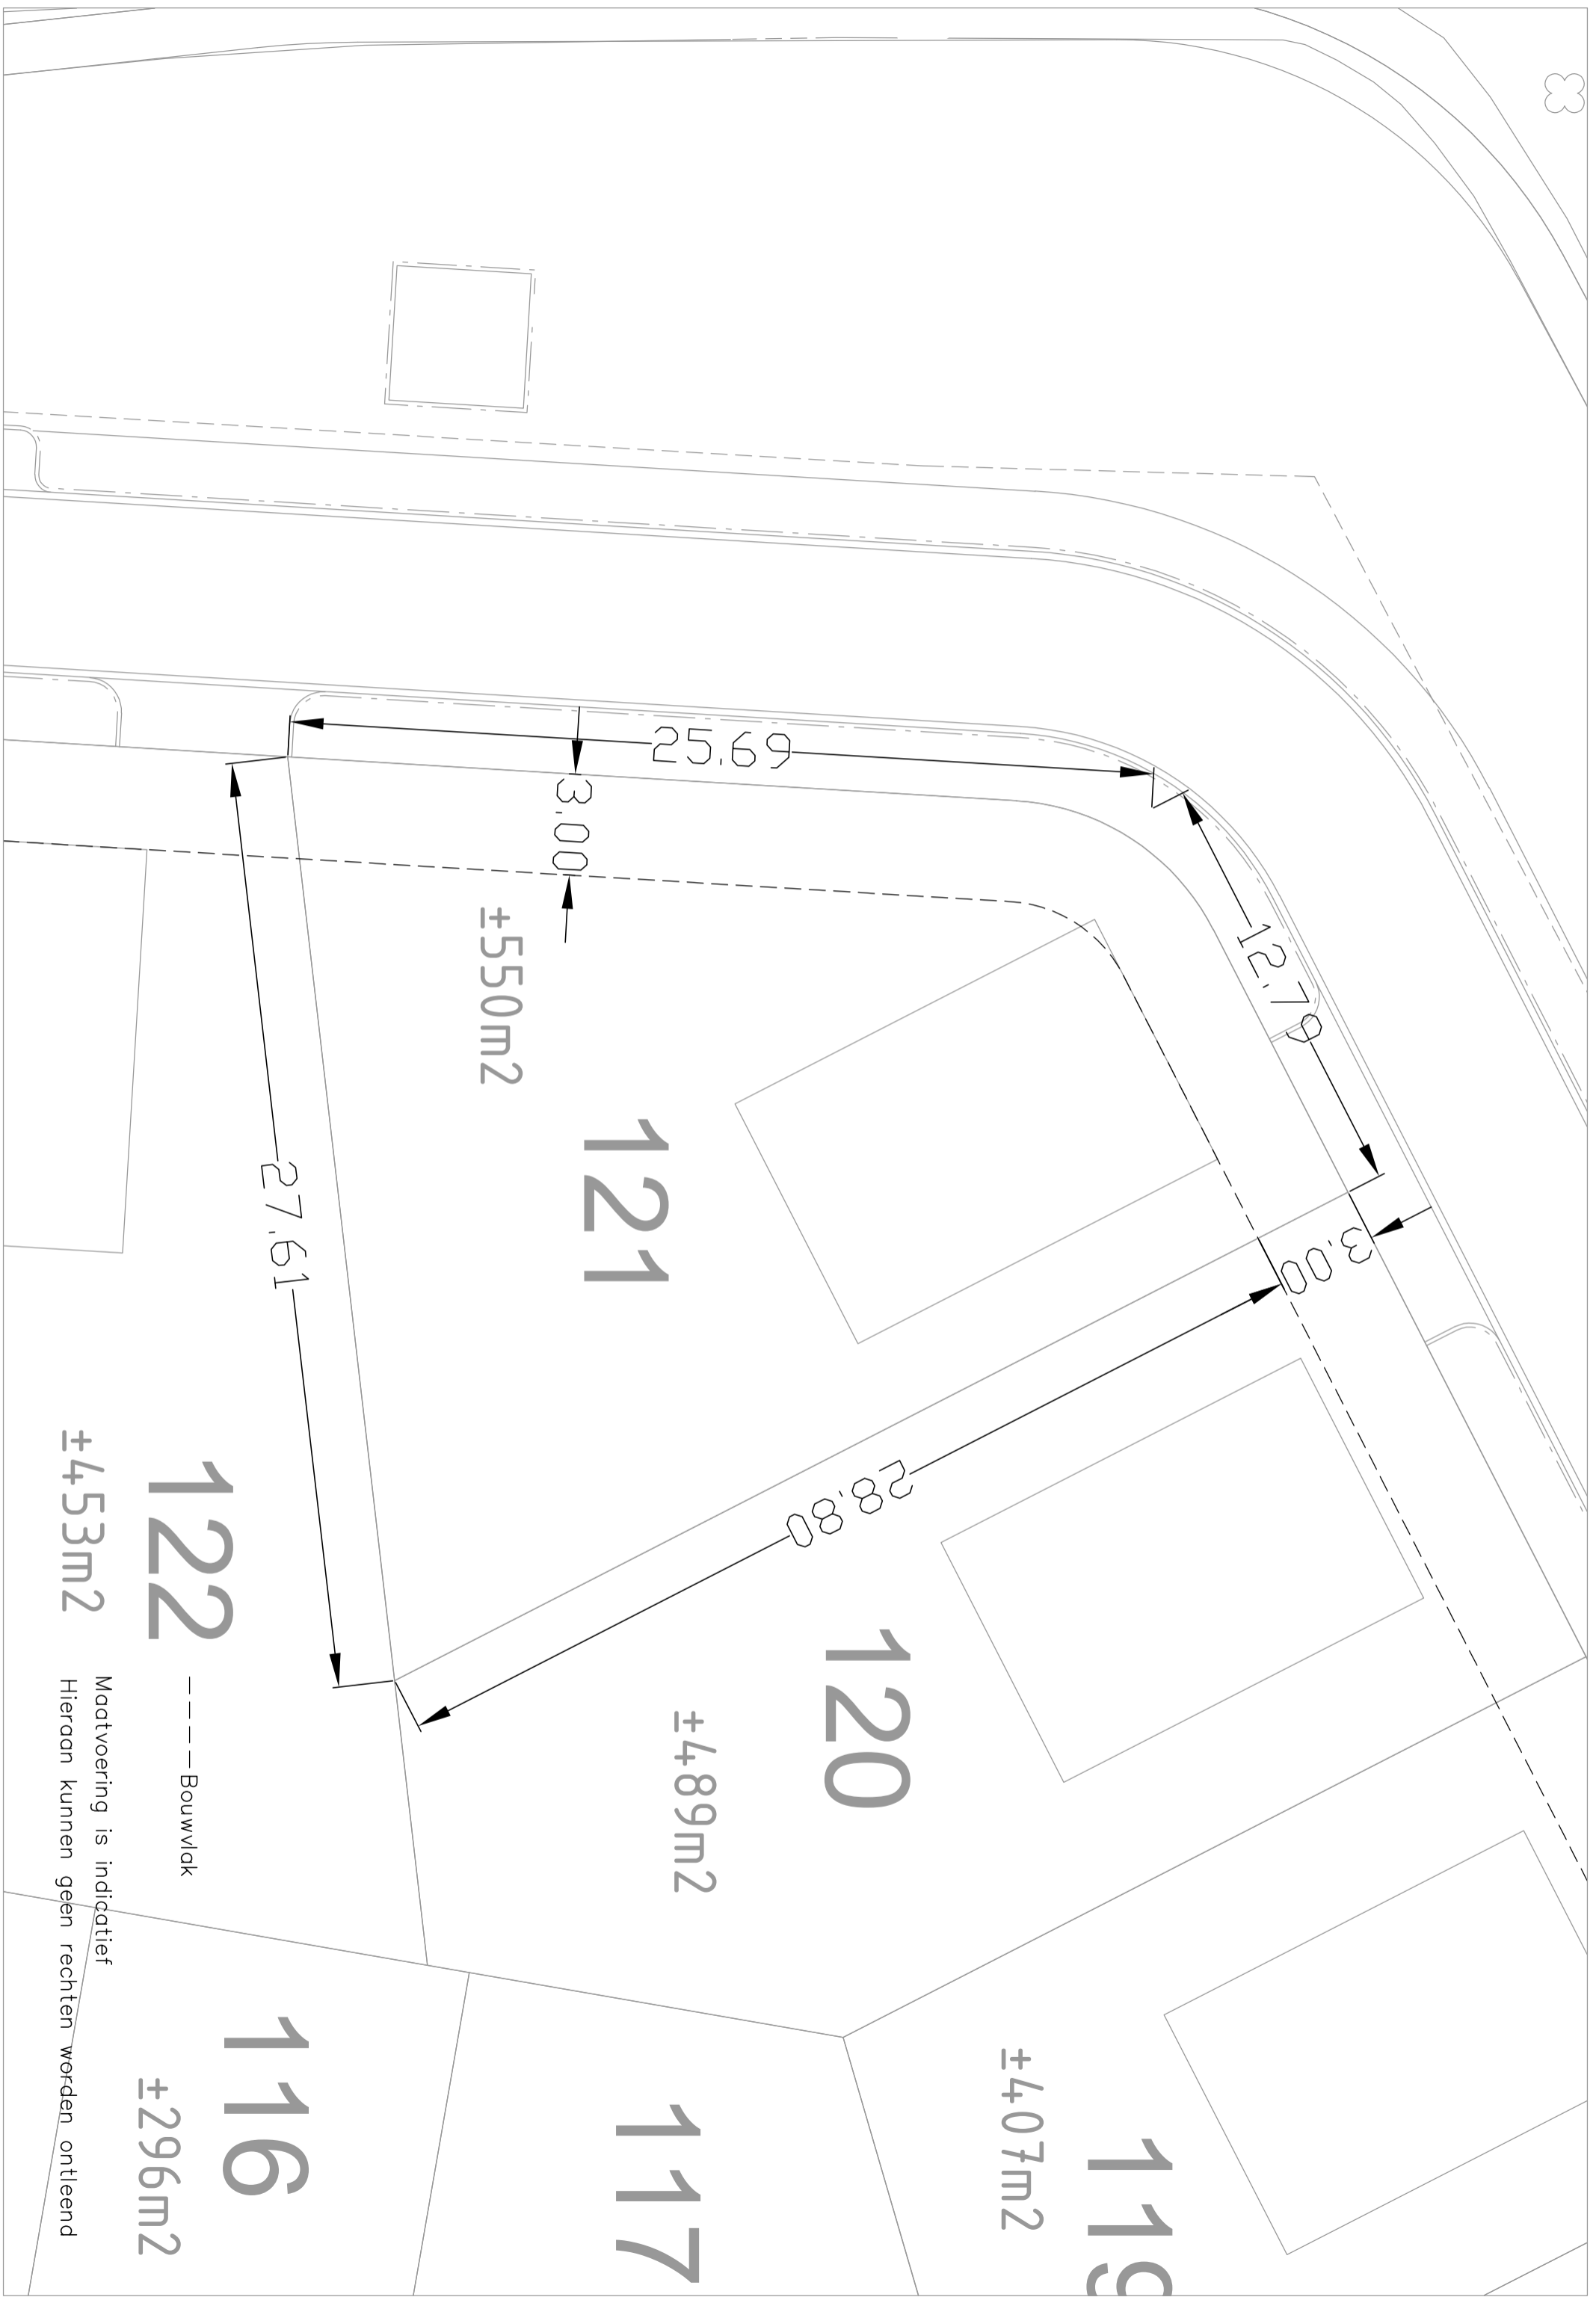 25.69
3.00
12.79
3.00
28.80
27.61
±550m2
121
120
±489m2
122
±453m2
Bouwvlak
Maatvoering is indicatief
Hieraan kunnen geen rechten worden ontleend
116
±296m2
117
±407m2
119